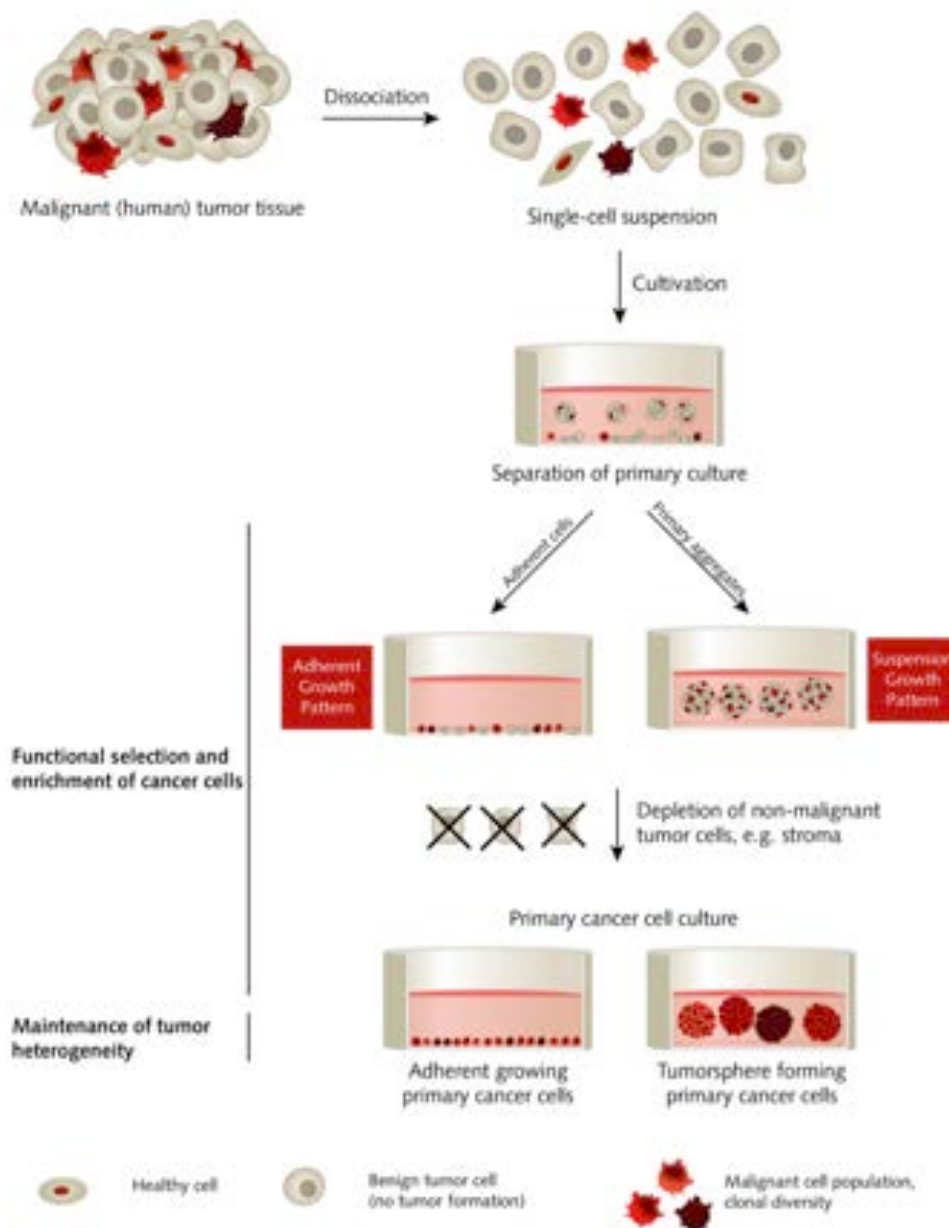 Dissociation
Malignant (human) tumor tissue
Single-cell suspension
Cultivation
Separation of primary culture
Adherent cells
Primary aggregates
Adherent
Growth
Pattern
Suspension
Growth
Pattern
Functional selection and
enrichment of cancer cells
Depletion of non-malignant
tumor cells, e.g. stroma
Primary cancer cell culture
Maintenance of tumor
heterogeneity
Adherent growing
primary cancer cells
Tumorsphere forming
primary cancer cells
Healthy cell
Benign tumor cell
(no tumor formation)
Malignant cell population,
clonal diversity